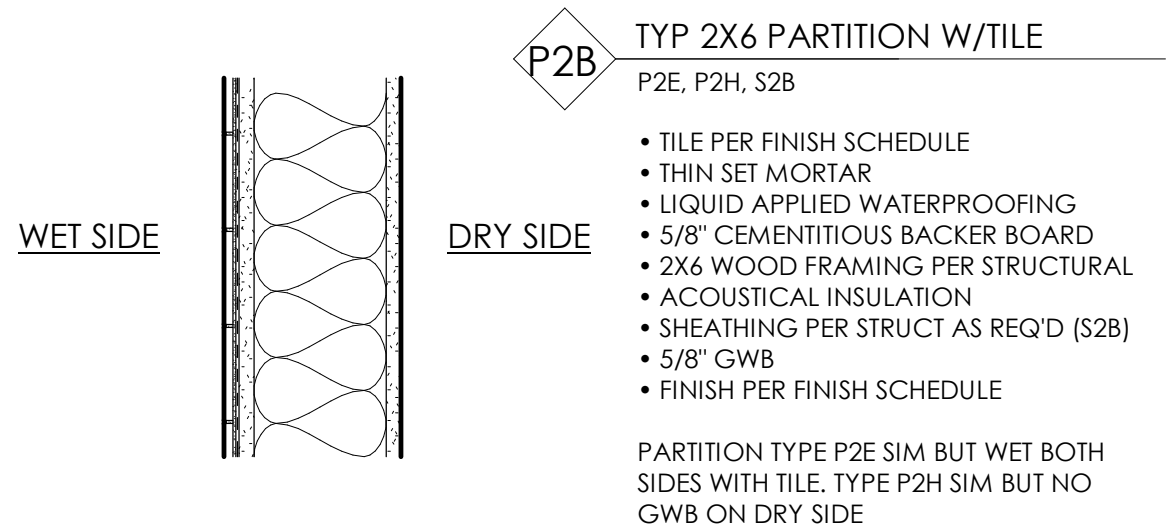 P2B
TYP 2X6 PARTITION W/TILE
P2E, P2H, S2B
WET SIDE
DRY SIDE
• TILE PER FINISH SCHEDULE
• THIN SET MORTAR
• LIQUID APPLIED WATERPROOFING
• 5/8" CEMENTITIOUS BACKER BOARD
• 2X6 WOOD FRAMING PER STRUCTURAL
• ACOUSTICAL INSULATION
• SHEATHING PER STRUCT AS REQ'D (S2B)
• 5/8" GWB
• FINISH PER FINISH SCHEDULE
PARTITION TYPE P2E SIM BUT WET BOTH
SIDES WITH TILE. TYPE P2H SIM BUT NO
GWB ON DRY SIDE